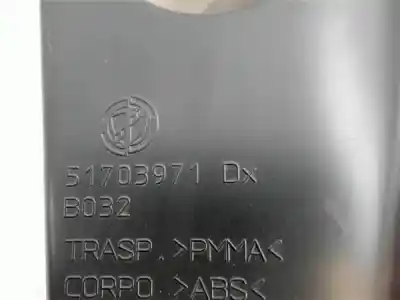 51703971 Dx
B032
TRASP.>PMMA<
CORPO.>ABS<